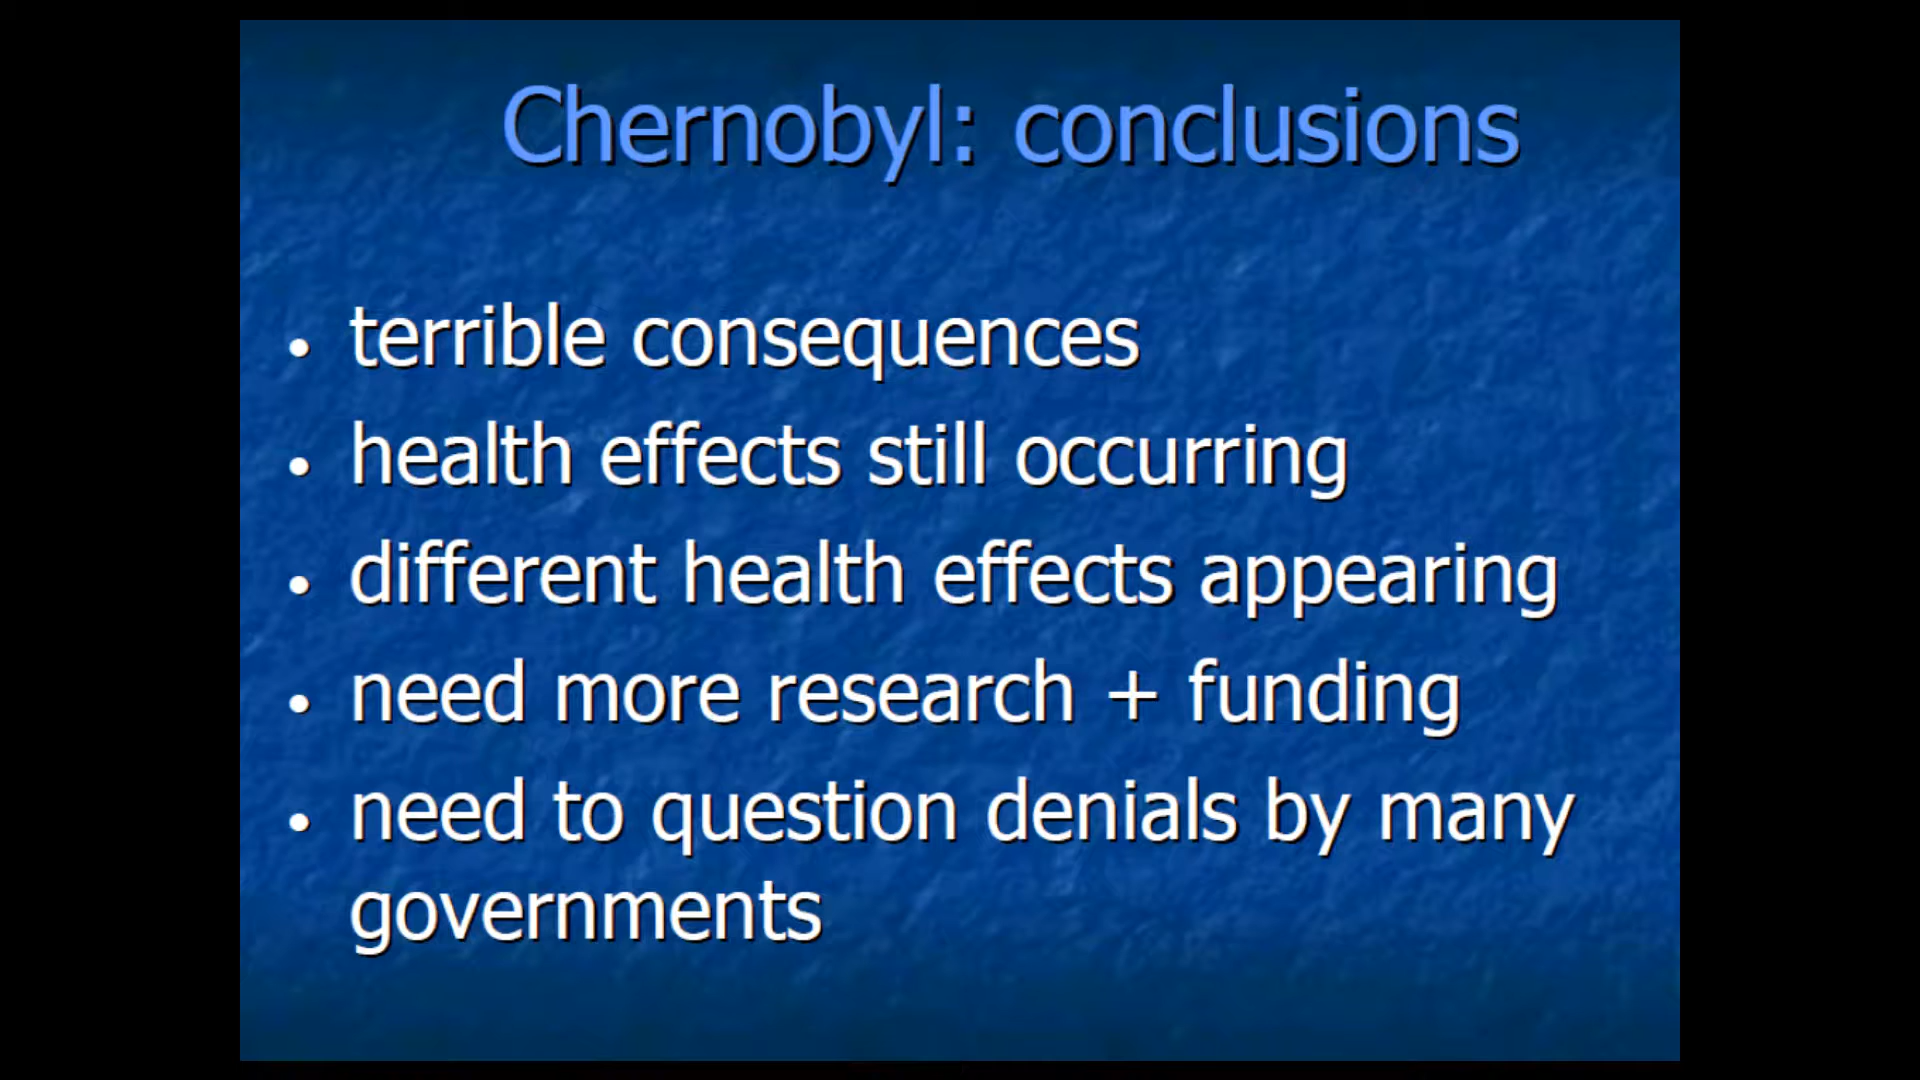 Chernobyl: conclusions
• terrible consequences
• health effects still occurring
• different health effects appearing
• need more research + funding
• need to question denials by many
governments